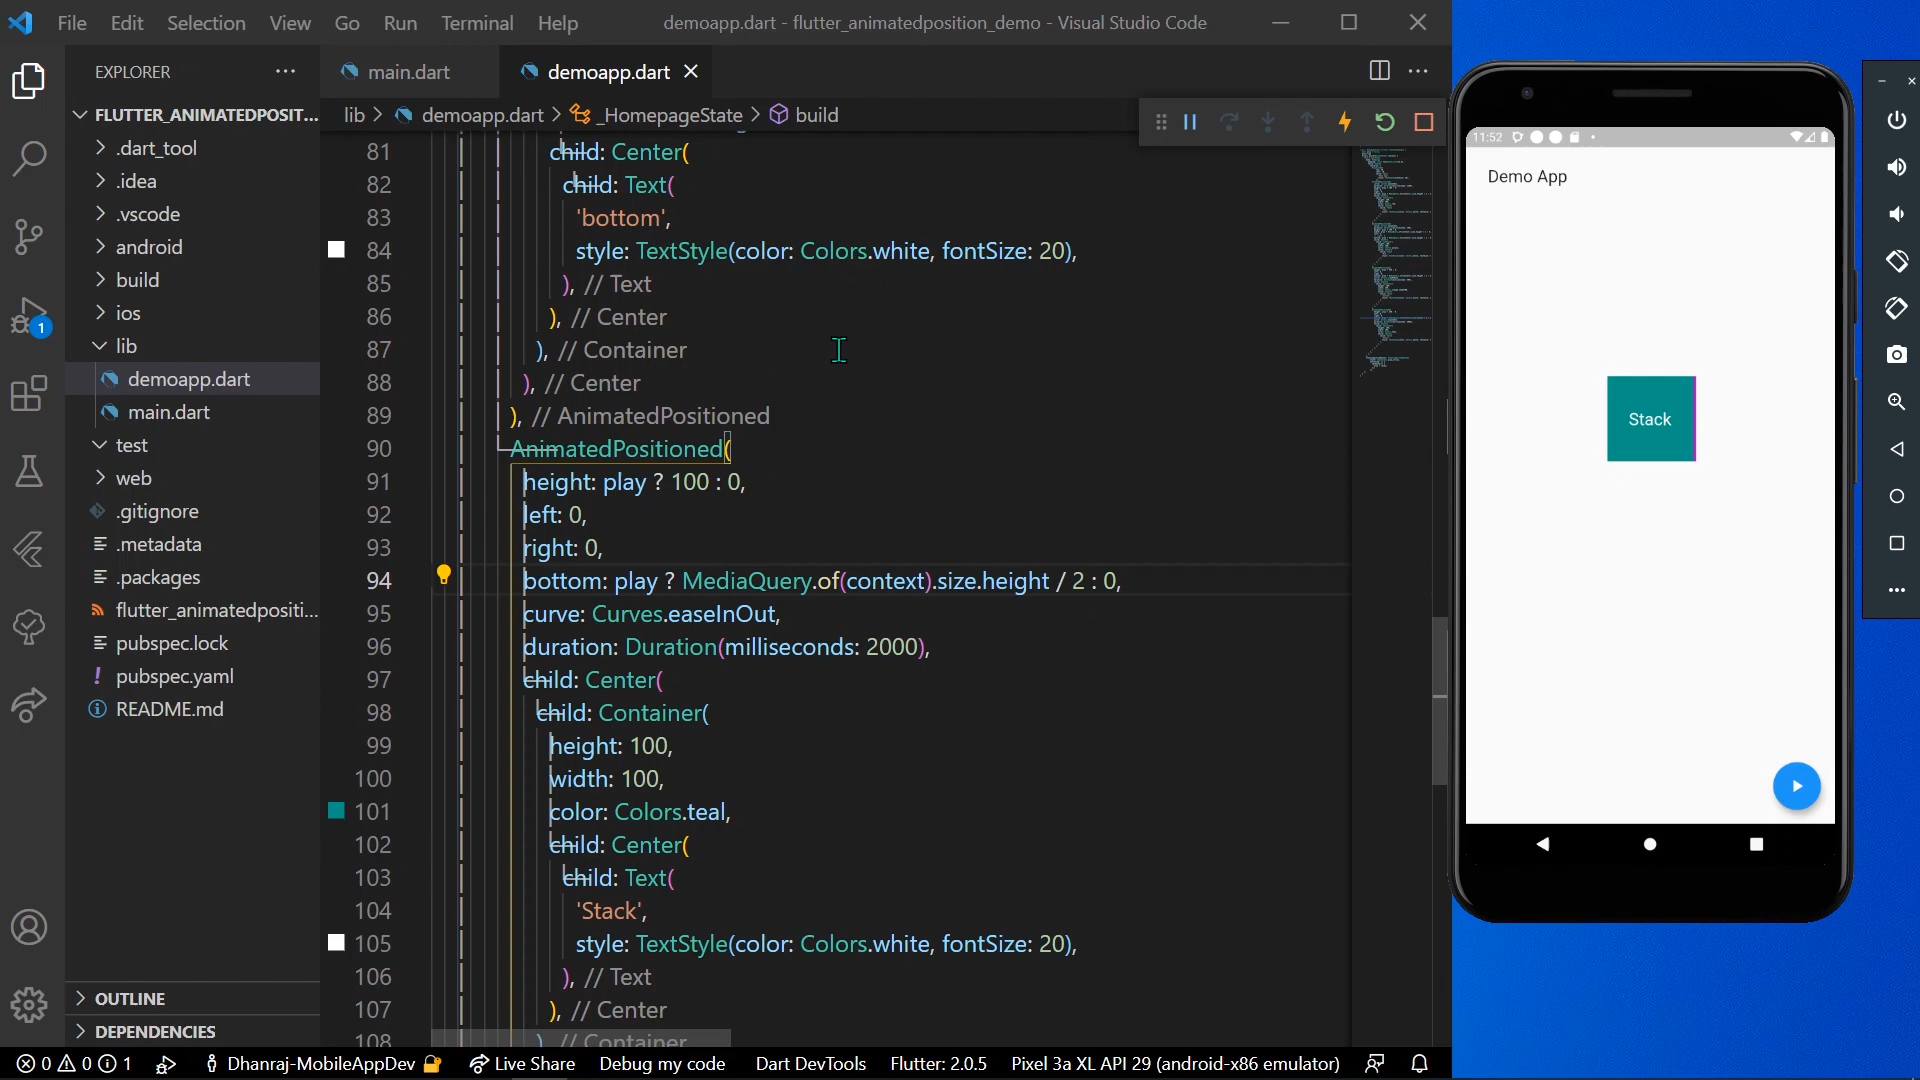 File Edit Selection View Go Run Terminal Help
demoapp.dart - flutter_animatedposition_demo - Visual Studio Code
EXPLORER
FLUTTER_ANIMATEDPOSIT...
.dart_tool
.idea
.vscode
android
build
ios
lib
demoapp.dart
main.dart
test
web
.gitignore
.metadata
.packages
flutter_animatedpositi...
pubspec.lock
pubspec.yaml
README.md
OUTLINE
DEPENDENCIES
1
main.dart
demoapp.dart
lib > demoapp.dart > _HomepageState > build
81 child: Center(
82 child: Text(
83 'bottom',
84 style: TextStyle(color: Colors.white, fontSize: 20),
85 ), // Text
86 ), // Center
87 ), // Container
88 ), // Center
89 ), // AnimatedPositioned
90 AnimatedPositioned(
91 height: play ? 100 : 0,
92 left: 0,
93 right: 0,
94 bottom: play ? MediaQuery.of(context).size.height / 2 : 0,
95 curve: Curves.easeInOut,
96 duration: Duration(milliseconds: 2000),
97 child: Center(
98 child: Container(
99 height: 100,
100 width: 100,
101 color: Colors.teal,
102 child: Center(
103 child: Text(
104 'Stack',
105 style: TextStyle(color: Colors.white, fontSize: 20),
106 ), // Text
107 ), // Center
108 ), // Container
11:52
Demo App
Stack
0 0 1 Dhanraj-MobileAppDev Live Share Debug my code Dart DevTools Flutter: 2.0.5 Pixel 3a XL API 29 (android-x86 emulator)